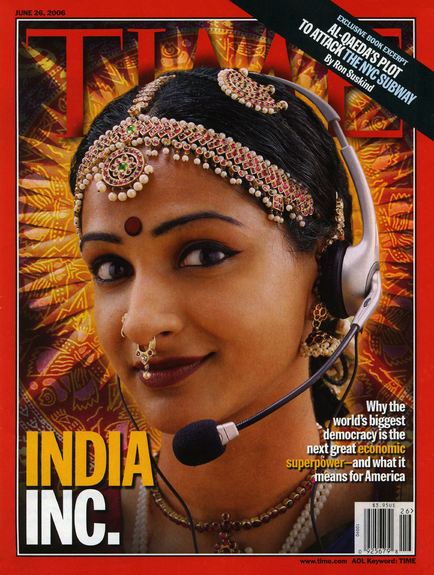 JUNE 26, 2006
EXCLUSIVE BOOK EXCERPT
AL-QAEDA'S PLOT
TO ATTACK THE NYC SUBWAY
By Ron Suskind
TIME
INDIA
INC.
Why the
world's biggest
democracy is the
next great economic
superpower—and what it
means for America
$5.95US
26>
www.time.com AOL Keyword: TIME